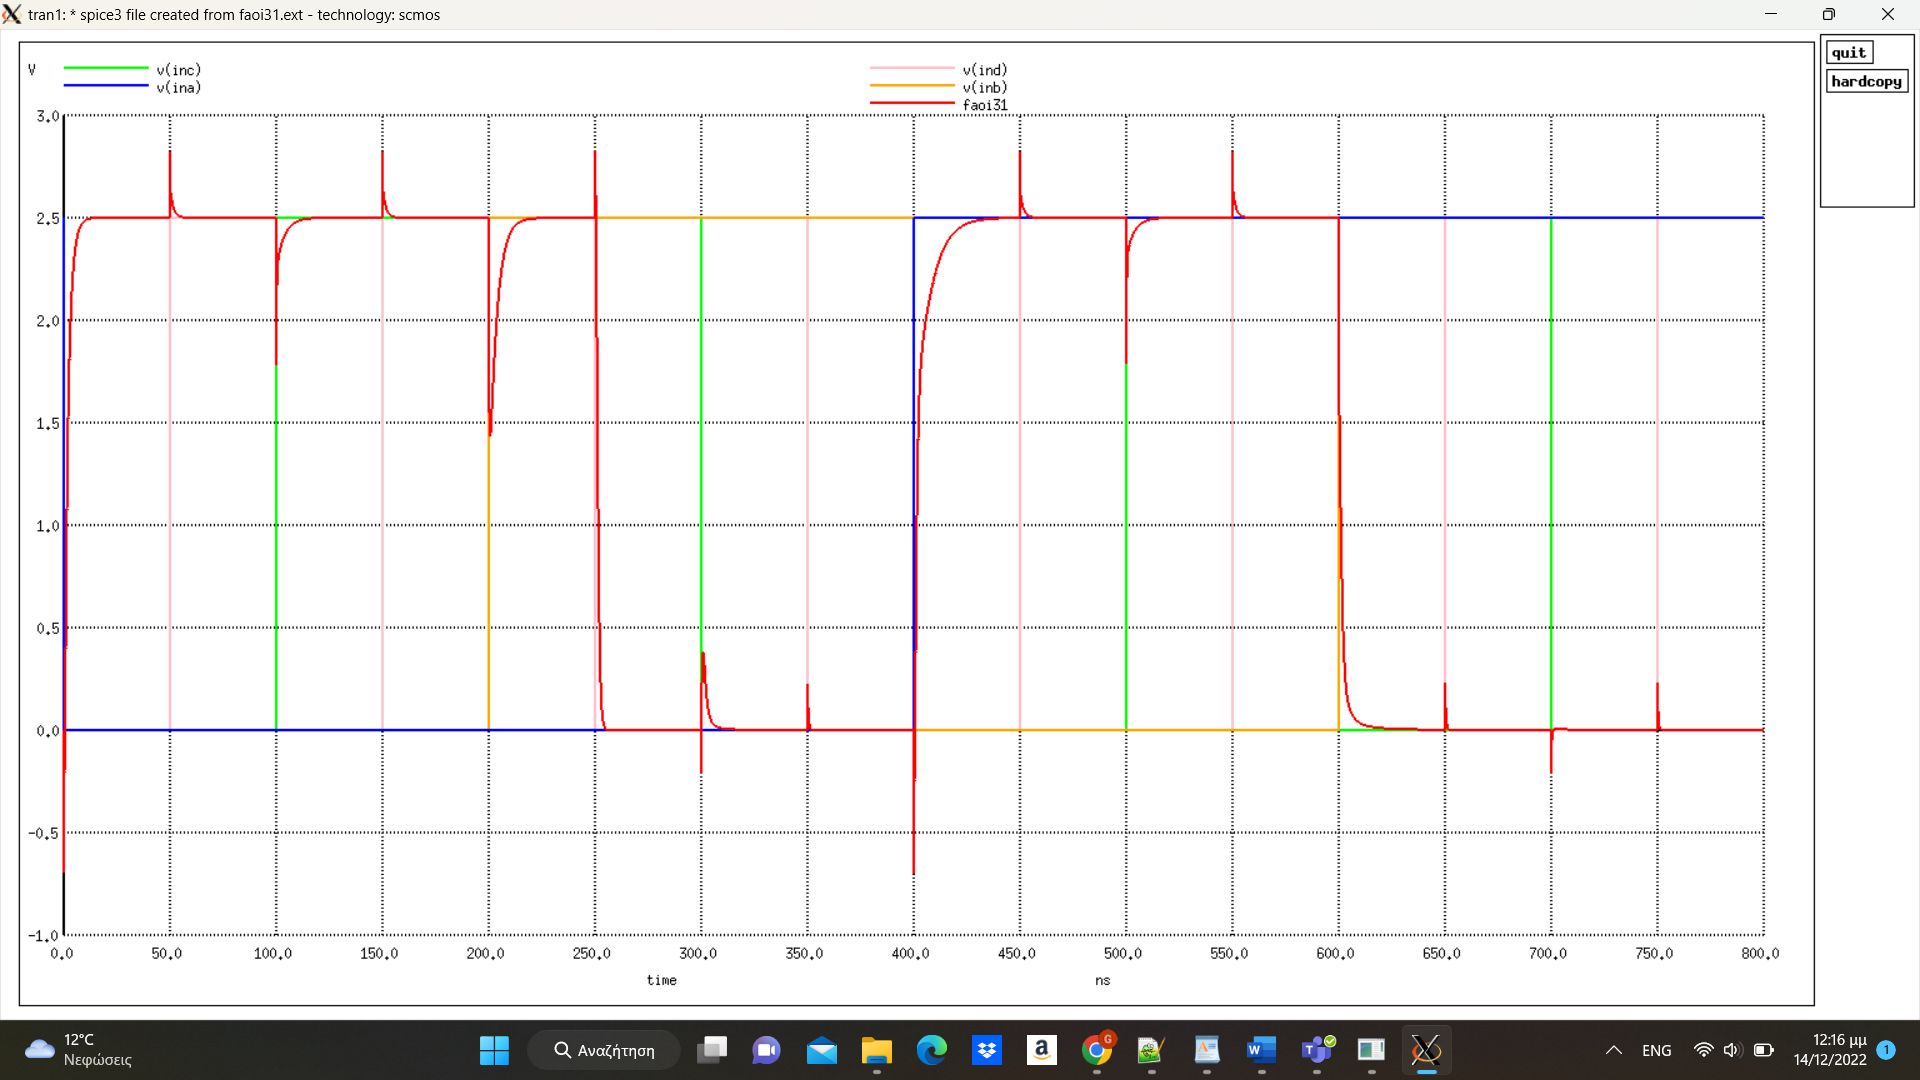 tran1: * spice3 file created from faoi31.ext - technology: scmos
quit
hardcopy
V
v(inc)
v(ina)
v(ind)
v(inb)
faoi31
3.0
2.5
2.0
1.5
1.0
0.5
0.0
-0.5
-1.0
0.0 50.0 100.0 150.0 200.0 250.0 300.0 350.0 400.0 450.0 500.0 550.0 600.0 650.0 700.0 750.0 800.0
time ns
12°C
Νεφώσεις
Αναζήτηση
ENG
12:16 μμ
14/12/2022
1